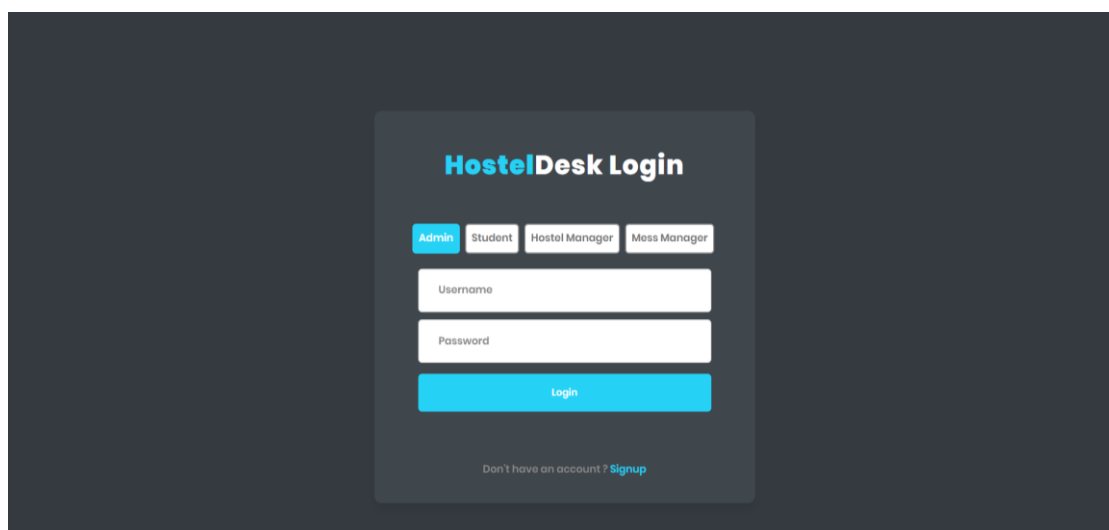 HostelDesk Login
Admin Student Hostel Manager Mess Manager
Username
Password
Login
Don't have an account ? Signup